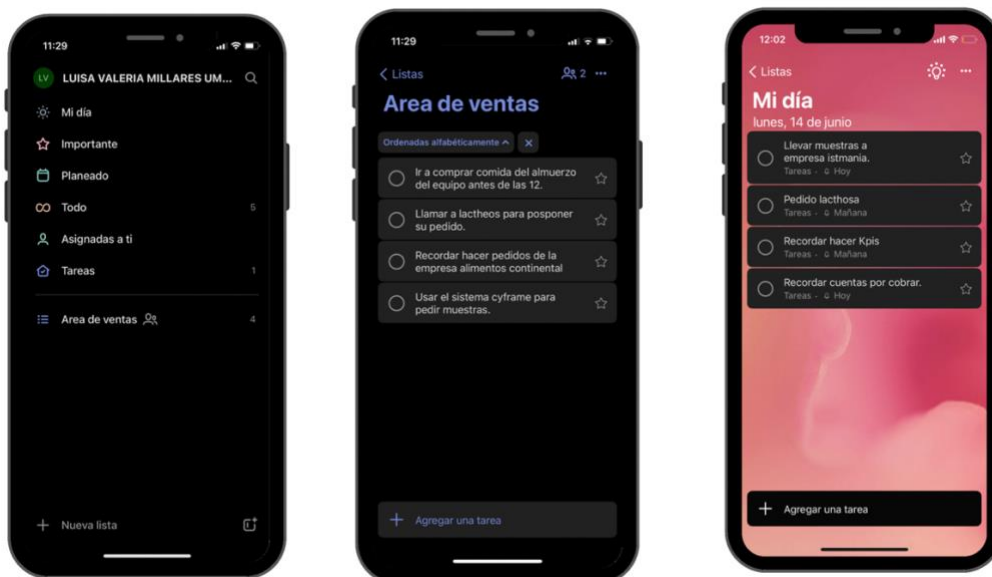 11:29
LV LUISA VALERIA MILLARES UM...
Mi día
Importante
Planeado
Todo 5
Asignadas a ti
Tareas 1
Area de ventas 4
Nueva lista
11:29
Listas 2
Area de ventas
Ordenadas alfabéticamente
Ir a comprar comida del almuerzo
del equipo antes de las 12.
Llamar a lactheos para posponer
su pedido.
Recordar hacer pedidos de la
empresa alimentos continental
Usar el sistema cyframe para
pedir muestras.
Agregar una tarea
12:02
Listas
Mi día
lunes, 14 de junio
Llevar muestras a
empresa istmania.
Tareas · Hoy
Pedido lacthosa
Tareas · Mañana
Recordar hacer Kpis
Tareas · Mañana
Recordar cuentas por cobrar.
Tareas · Hoy
Agregar una tarea